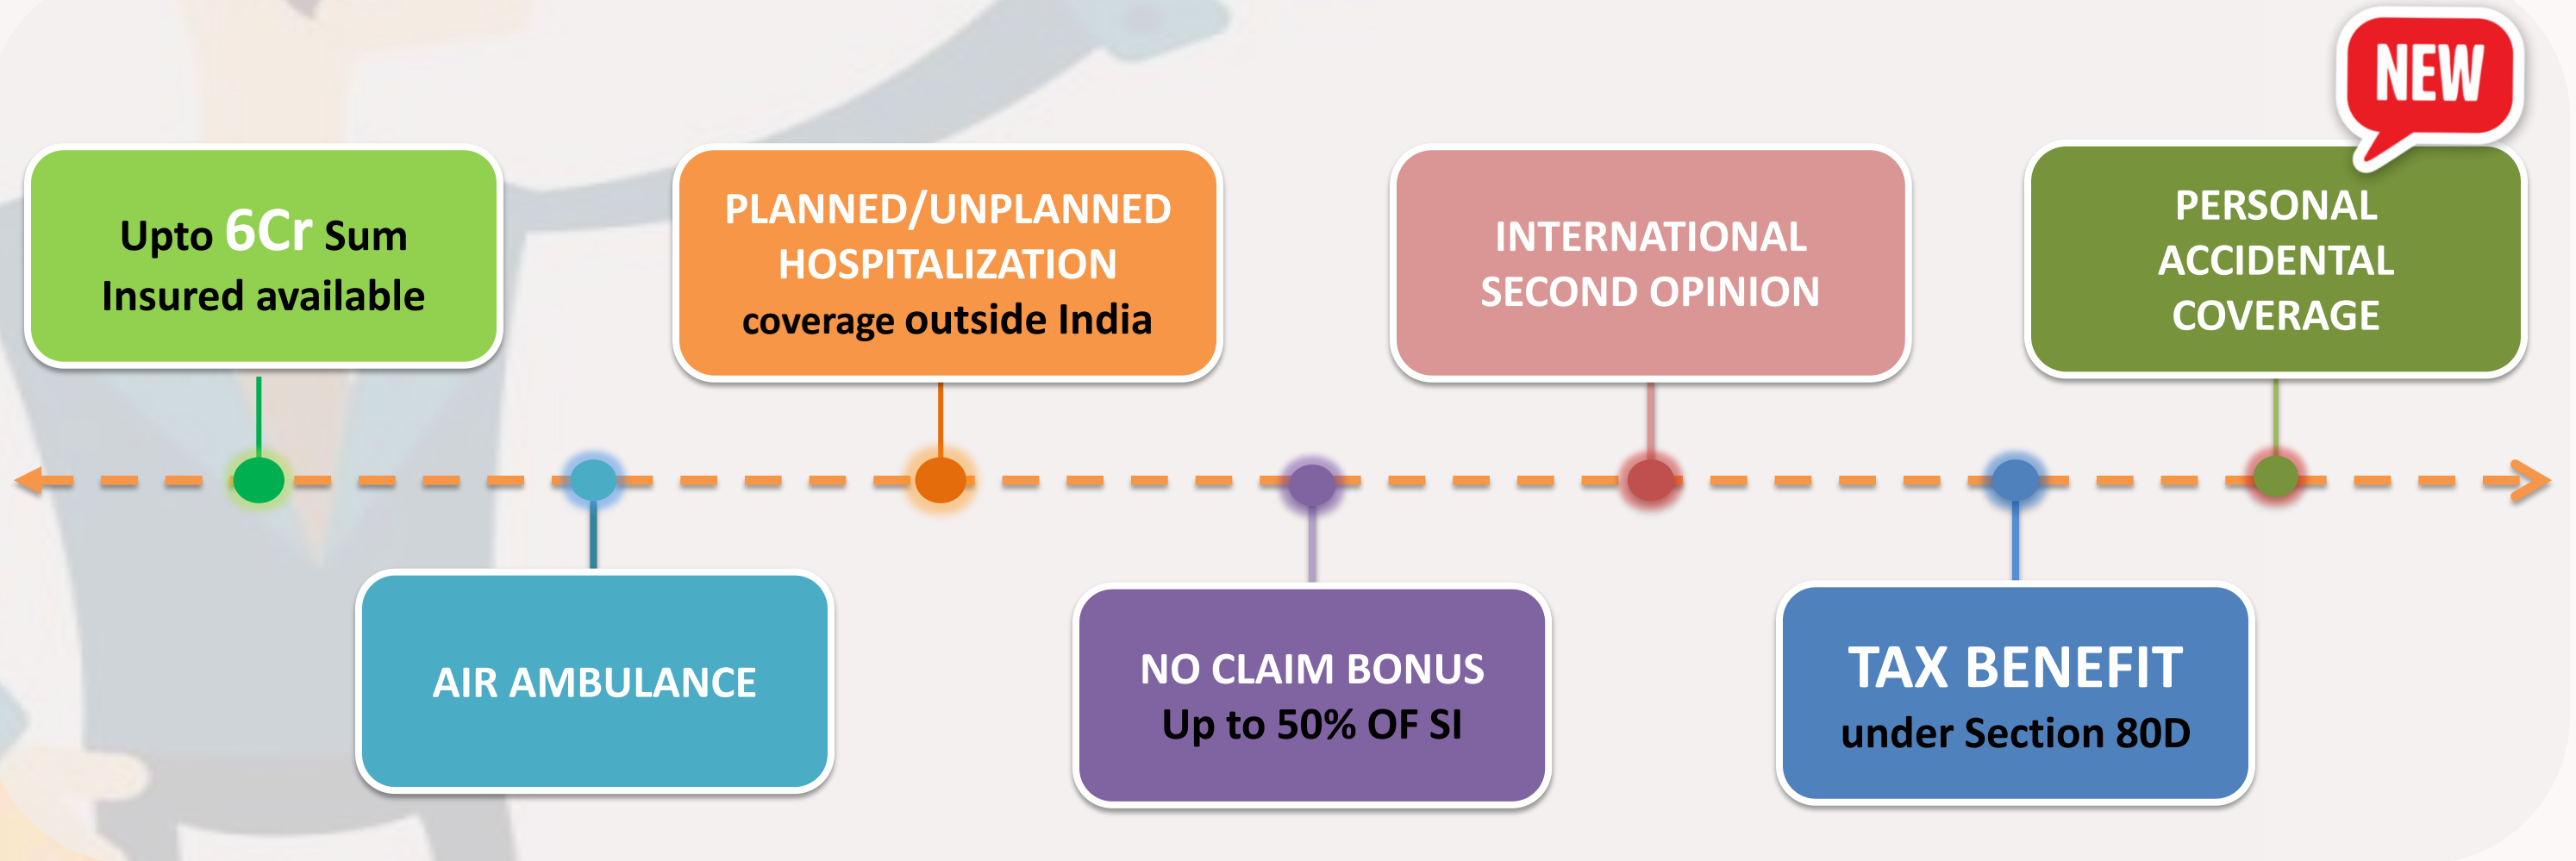 NEW
Upto 6Cr Sum
Insured available
PLANNED/UNPLANNED
HOSPITALIZATION
coverage outside India
INTERNATIONAL
SECOND OPINION
PERSONAL
ACCIDENTAL
COVERAGE
AIR AMBULANCE
NO CLAIM BONUS
Up to 50% OF SI
TAX BENEFIT
under Section 80D